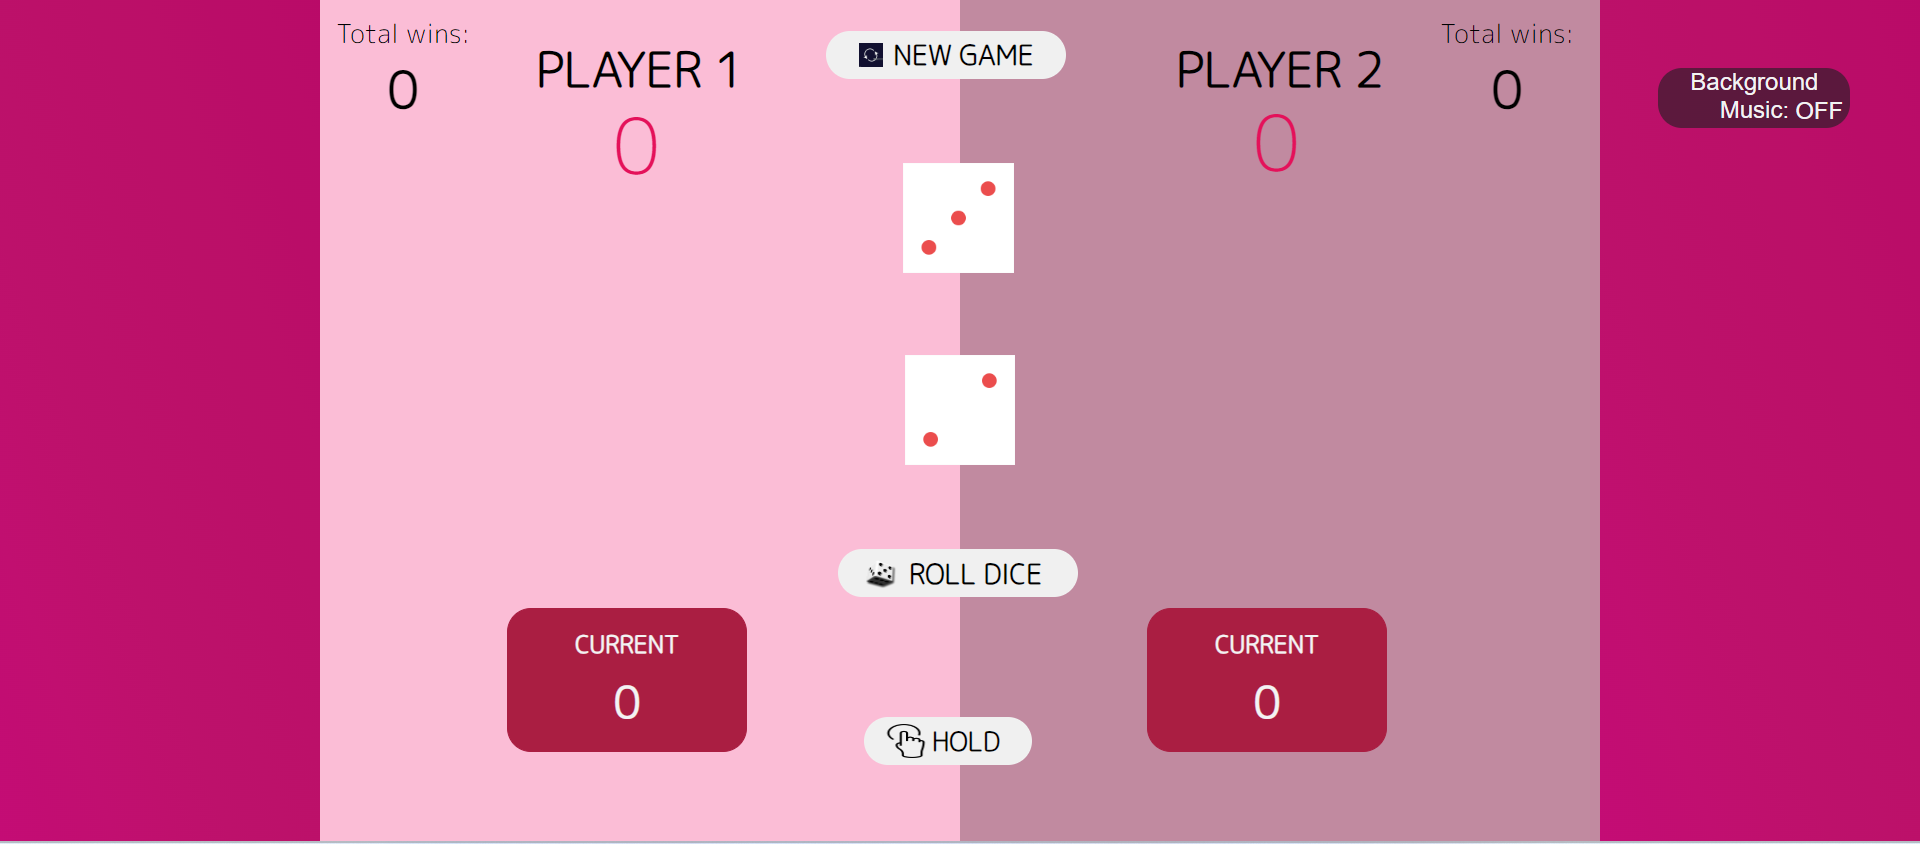 Total wins:
0
PLAYER 1
0
NEW GAME
PLAYER 2
0
Total wins:
0
Background
Music: OFF
ROLL DICE
CURRENT
0
CURRENT
0
HOLD